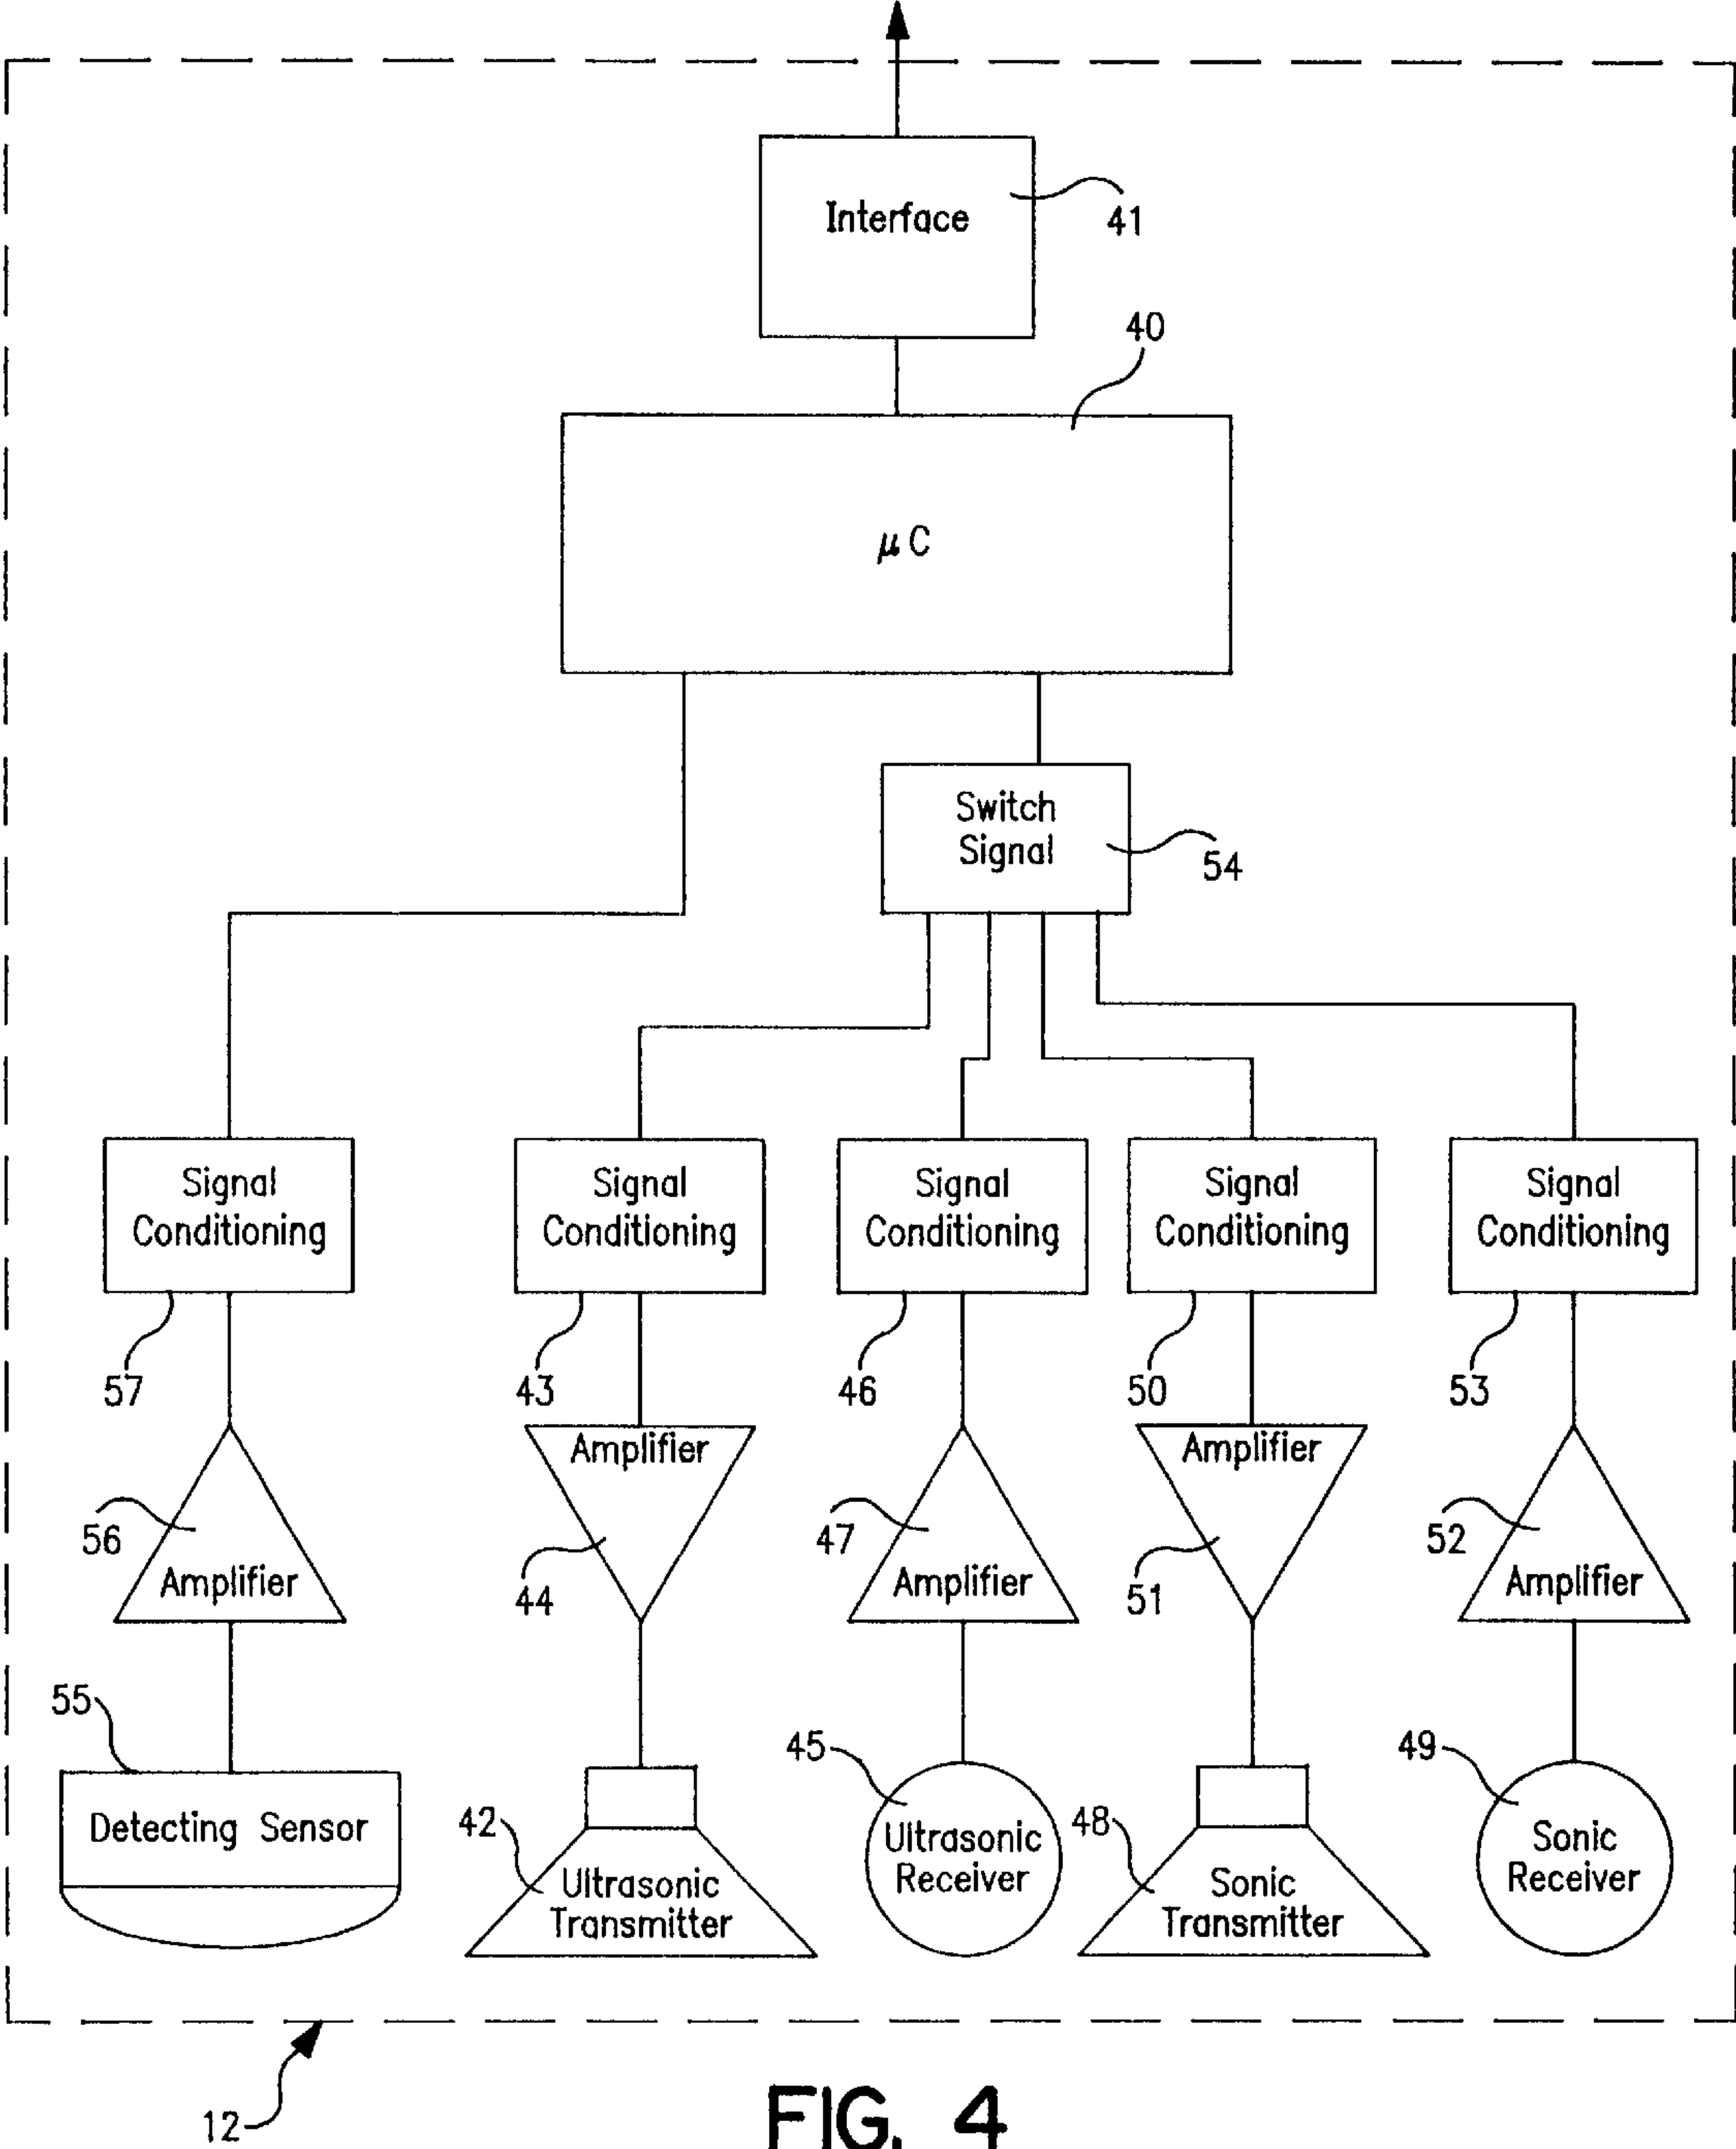 Interface
41
40
μC
Switch
Signal
54
Signal
Conditioning
Signal
Conditioning
Signal
Conditioning
Signal
Conditioning
Signal
Conditioning
57
43
46
50
53
Amplifier
Amplifier
56
47
52
44
51
Amplifier
Amplifier
Amplifier
55
45
49
42
48
Detecting Sensor
Ultrasonic
Transmitter
Ultrasonic
Receiver
Sonic
Transmitter
Sonic
Receiver
12
FIG. 4